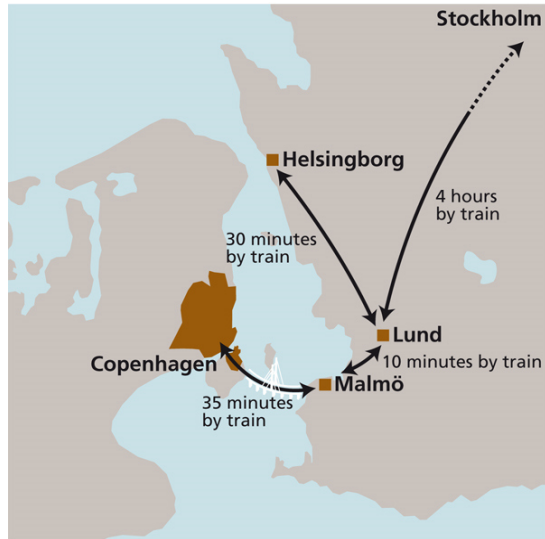 Stockholm
Helsingborg
4 hours
by train
30 minutes
by train
Lund
Copenhagen
10 minutes by train
Malmö
35 minutes
by train